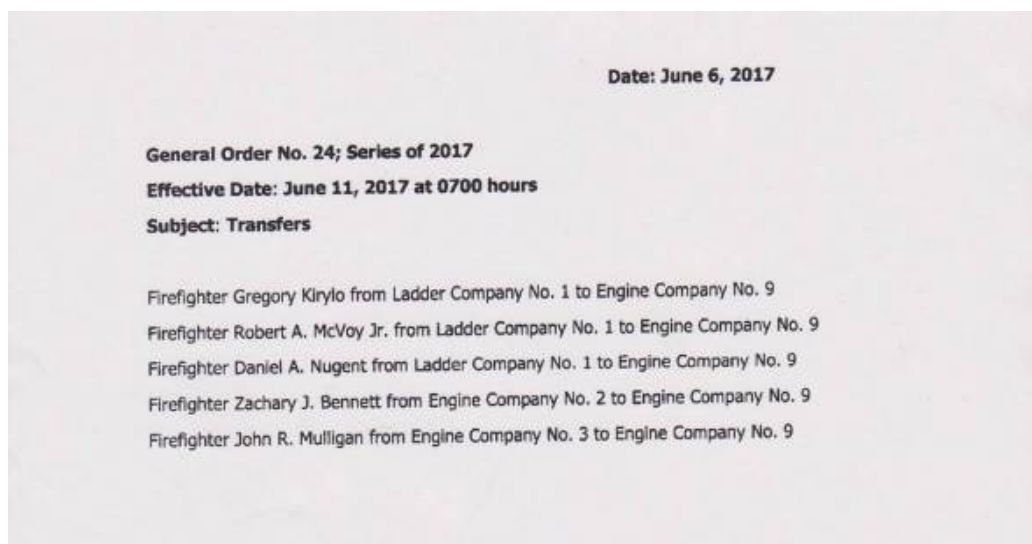 Date: June 6, 2017
General Order No. 24; Series of 2017
Effective Date: June 11, 2017 at 0700 hours
Subject: Transfers
Firefighter Gregory Kirylo from Ladder Company No. 1 to Engine Company No. 9
Firefighter Robert A. McVoy Jr. from Ladder Company No. 1 to Engine Company No. 9
Firefighter Daniel A. Nugent from Ladder Company No. 1 to Engine Company No. 9
Firefighter Zachary J. Bennett from Engine Company No. 2 to Engine Company No. 9
Firefighter John R. Mulligan from Engine Company No. 3 to Engine Company No. 9